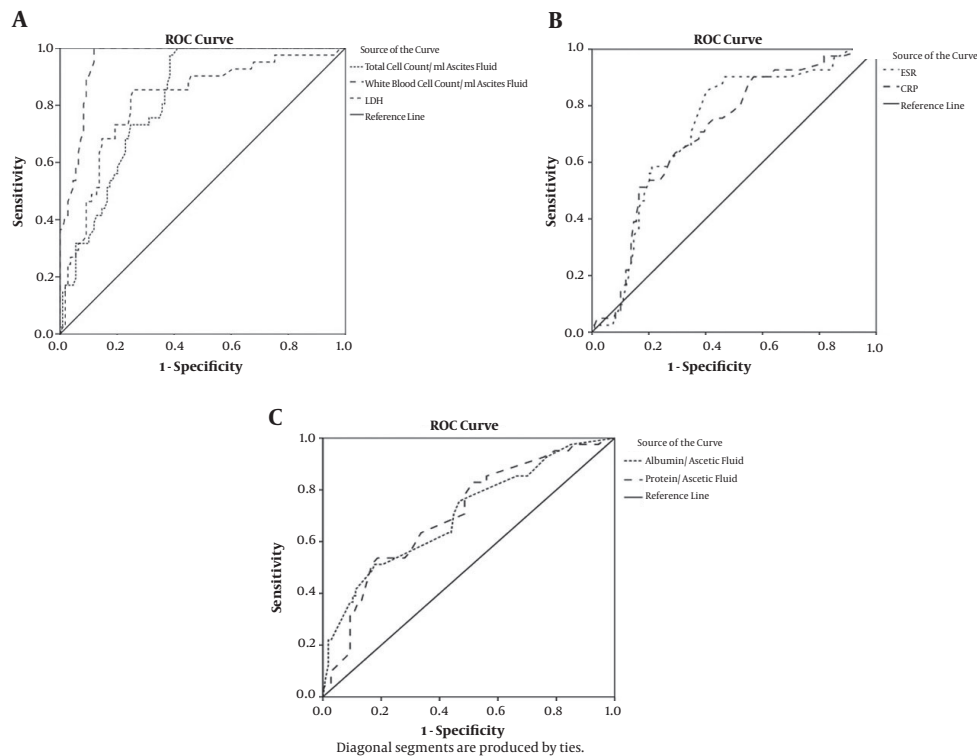 A
ROC Curve
Source of the Curve
Total Cell Count/ ml Ascites Fluid
White Blood Cell Count/ ml Ascites Fluid
LDH
Reference Line
Sensitivity
1.0
0.8
0.6
0.4
0.2
0.0
0.0 0.2 0.4 0.6 0.8 1.0
1 - Specificity
B
ROC Curve
Source of the Curve
ESR
CRP
Reference Line
Sensitivity
1.0
0.8
0.6
0.4
0.2
0.0
0.0 0.2 0.4 0.6 0.8 1.0
1 - Specificity
C
ROC Curve
Source of the Curve
Albumin/ Ascetic Fluid
Protein/ Ascetic Fluid
Reference Line
Sensitivity
1.0
0.8
0.6
0.4
0.2
0.0
0.0 0.2 0.4 0.6 0.8 1.0
1 - Specificity
Diagonal segments are produced by ties.